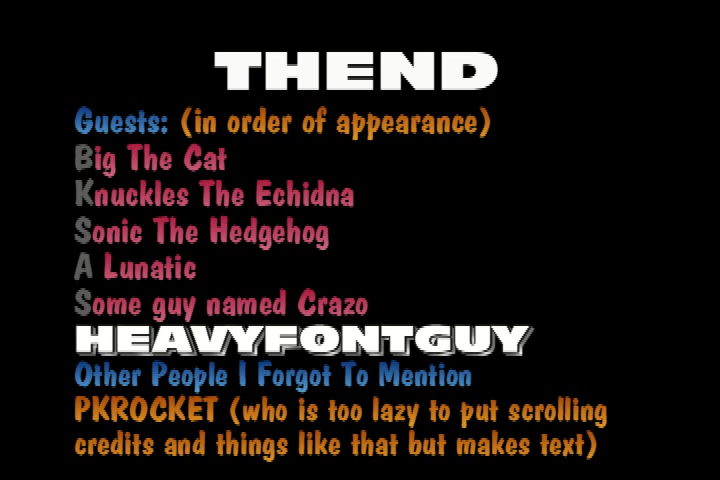 THEND
Guests: (in order of appearance)
Big The Cat
Knuckles The Echidna
Sonic The Hedgehog
A Lunatic
Some guy named Crazo
HEAVYFONTGUY
Other People I Forgot To Mention
PKROCKET (who is too lazy to put scrolling
credits and things like that but makes text)